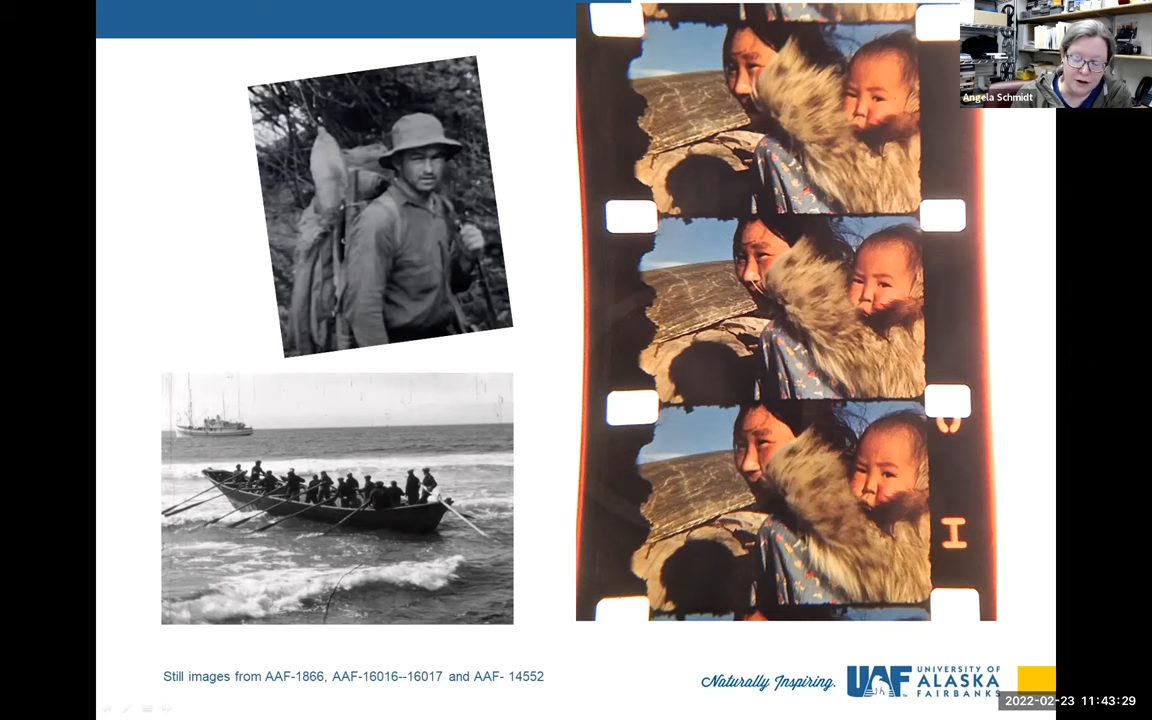 Angela Schmidt
Still images from AAF-1866, AAF-16016--16017 and AAF- 14552
Naturally Inspiring.
UAF
UNIVERSITY OF
ALASKA
FAIRBANKS
2022-02-23 11:43:29